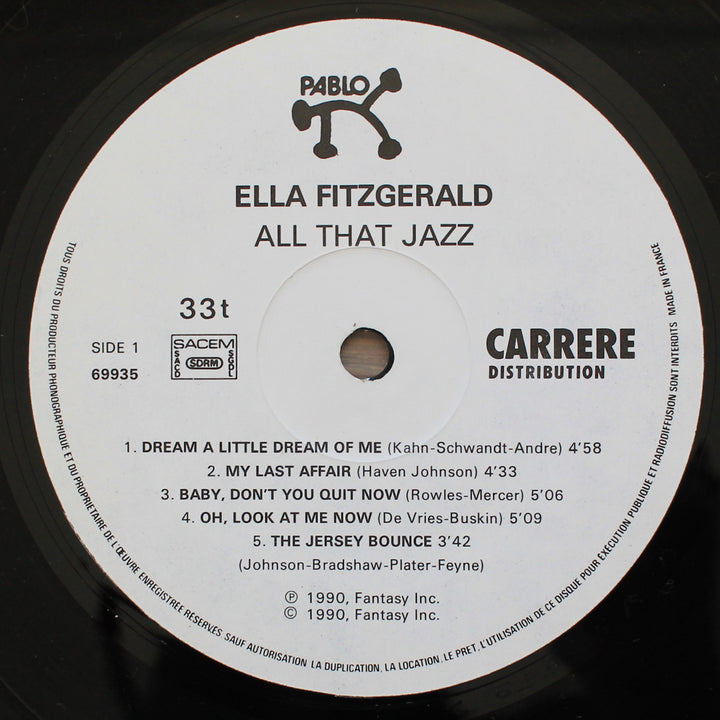 PABLO
ELLA FITZGERALD
ALL THAT JAZZ
33t
SIDE 1
69935
SACEM
SACD
SDRM
SGDL
CARRERE
DISTRIBUTION
1. DREAM A LITTLE DREAM OF ME (Kahn-Schwandt-Andre) 4'58
2. MY LAST AFFAIR (Haven Johnson) 4'33
3. BABY, DON'T YOU QUIT NOW (Rowles-Mercer) 5'06
4. OH, LOOK AT ME NOW (De Vries-Buskin) 5'09
5. THE JERSEY BOUNCE 3'42
(Johnson-Bradshaw-Plater-Feyne)
℗ 1990, Fantasy Inc.
© 1990, Fantasy Inc.
TOUS DROITS DU PRODUCTEUR PHONOGRAPHIQUE ET DU PROPRIETAIRE DE L'ŒUVRE ENREGISTREE RESERVES. SAUF AUTORISATION LA DUPLICATION, LA LOCATION, LE PRET, L'UTILISATION DE CE DISQUE POUR EXECUTION PUBLIQUE ET RADIODIFFUSION SONT INTERDITS MADE IN FRANCE